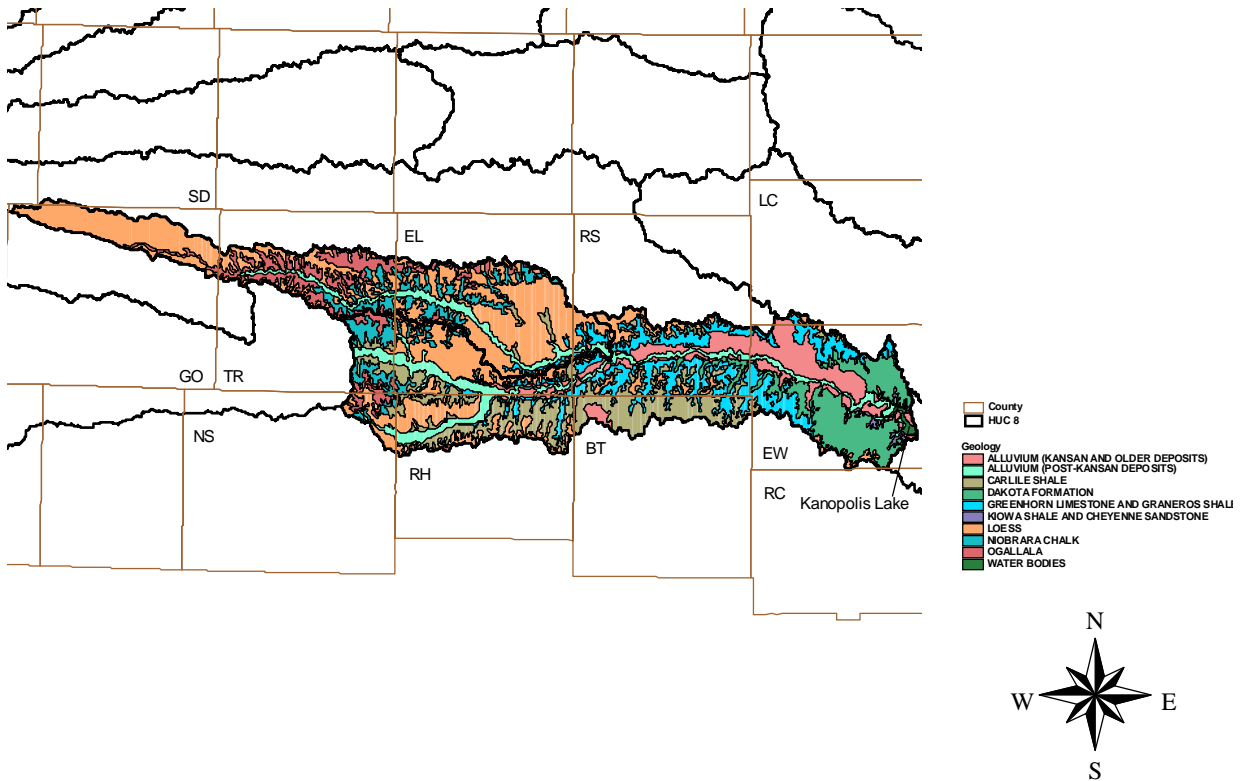 SD
LC
EL
RS
GO
TR
NS
BT
RH
EW
RC
Kanopolis Lake
County
HUC 8
Geology
ALLUVIUM (KANSAN AND OLDER DEPOSITS)
ALLUVIUM (POST-KANSAN DEPOSITS)
CARLILE SHALE
DAKOTA FORMATION
GREENHORN LIMESTONE AND GRANEROS SHALE
KIOWA SHALE AND CHEYENNE SANDSTONE
LOESS
NIOBRARA CHALK
OGALLALA
WATER BODIES
N
W
E
S